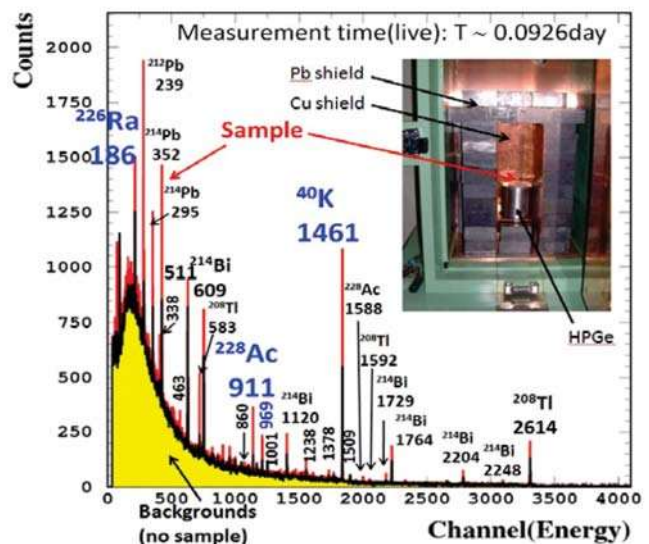 Counts
2000
1750
1500
1250
1000
750
500
250
0
Measurement time(live): T ~ 0.0926day
Pb shield
Cu shield
HPGe
Sample
²¹²Pb
239
²²⁶Ra
186
²¹⁴Pb
352
²¹⁴Pb
295
511
338
463
²¹⁴Bi
609
²⁰⁸Tl
583
²²⁸Ac
911
860
969
1001
²¹⁴Bi
1120
1238
1378
⁴⁰K
1461
1509
²²⁸Ac
1588
²⁰⁸Tl
1592
²¹⁴Bi
1729
²¹⁴Bi
1764
²¹⁴Bi
2204
²¹⁴Bi
2248
²⁰⁸Tl
2614
0 500 1000 1500 2000 2500 3000 3500 4000
Backgrounds
(no sample)
Channel(Energy)